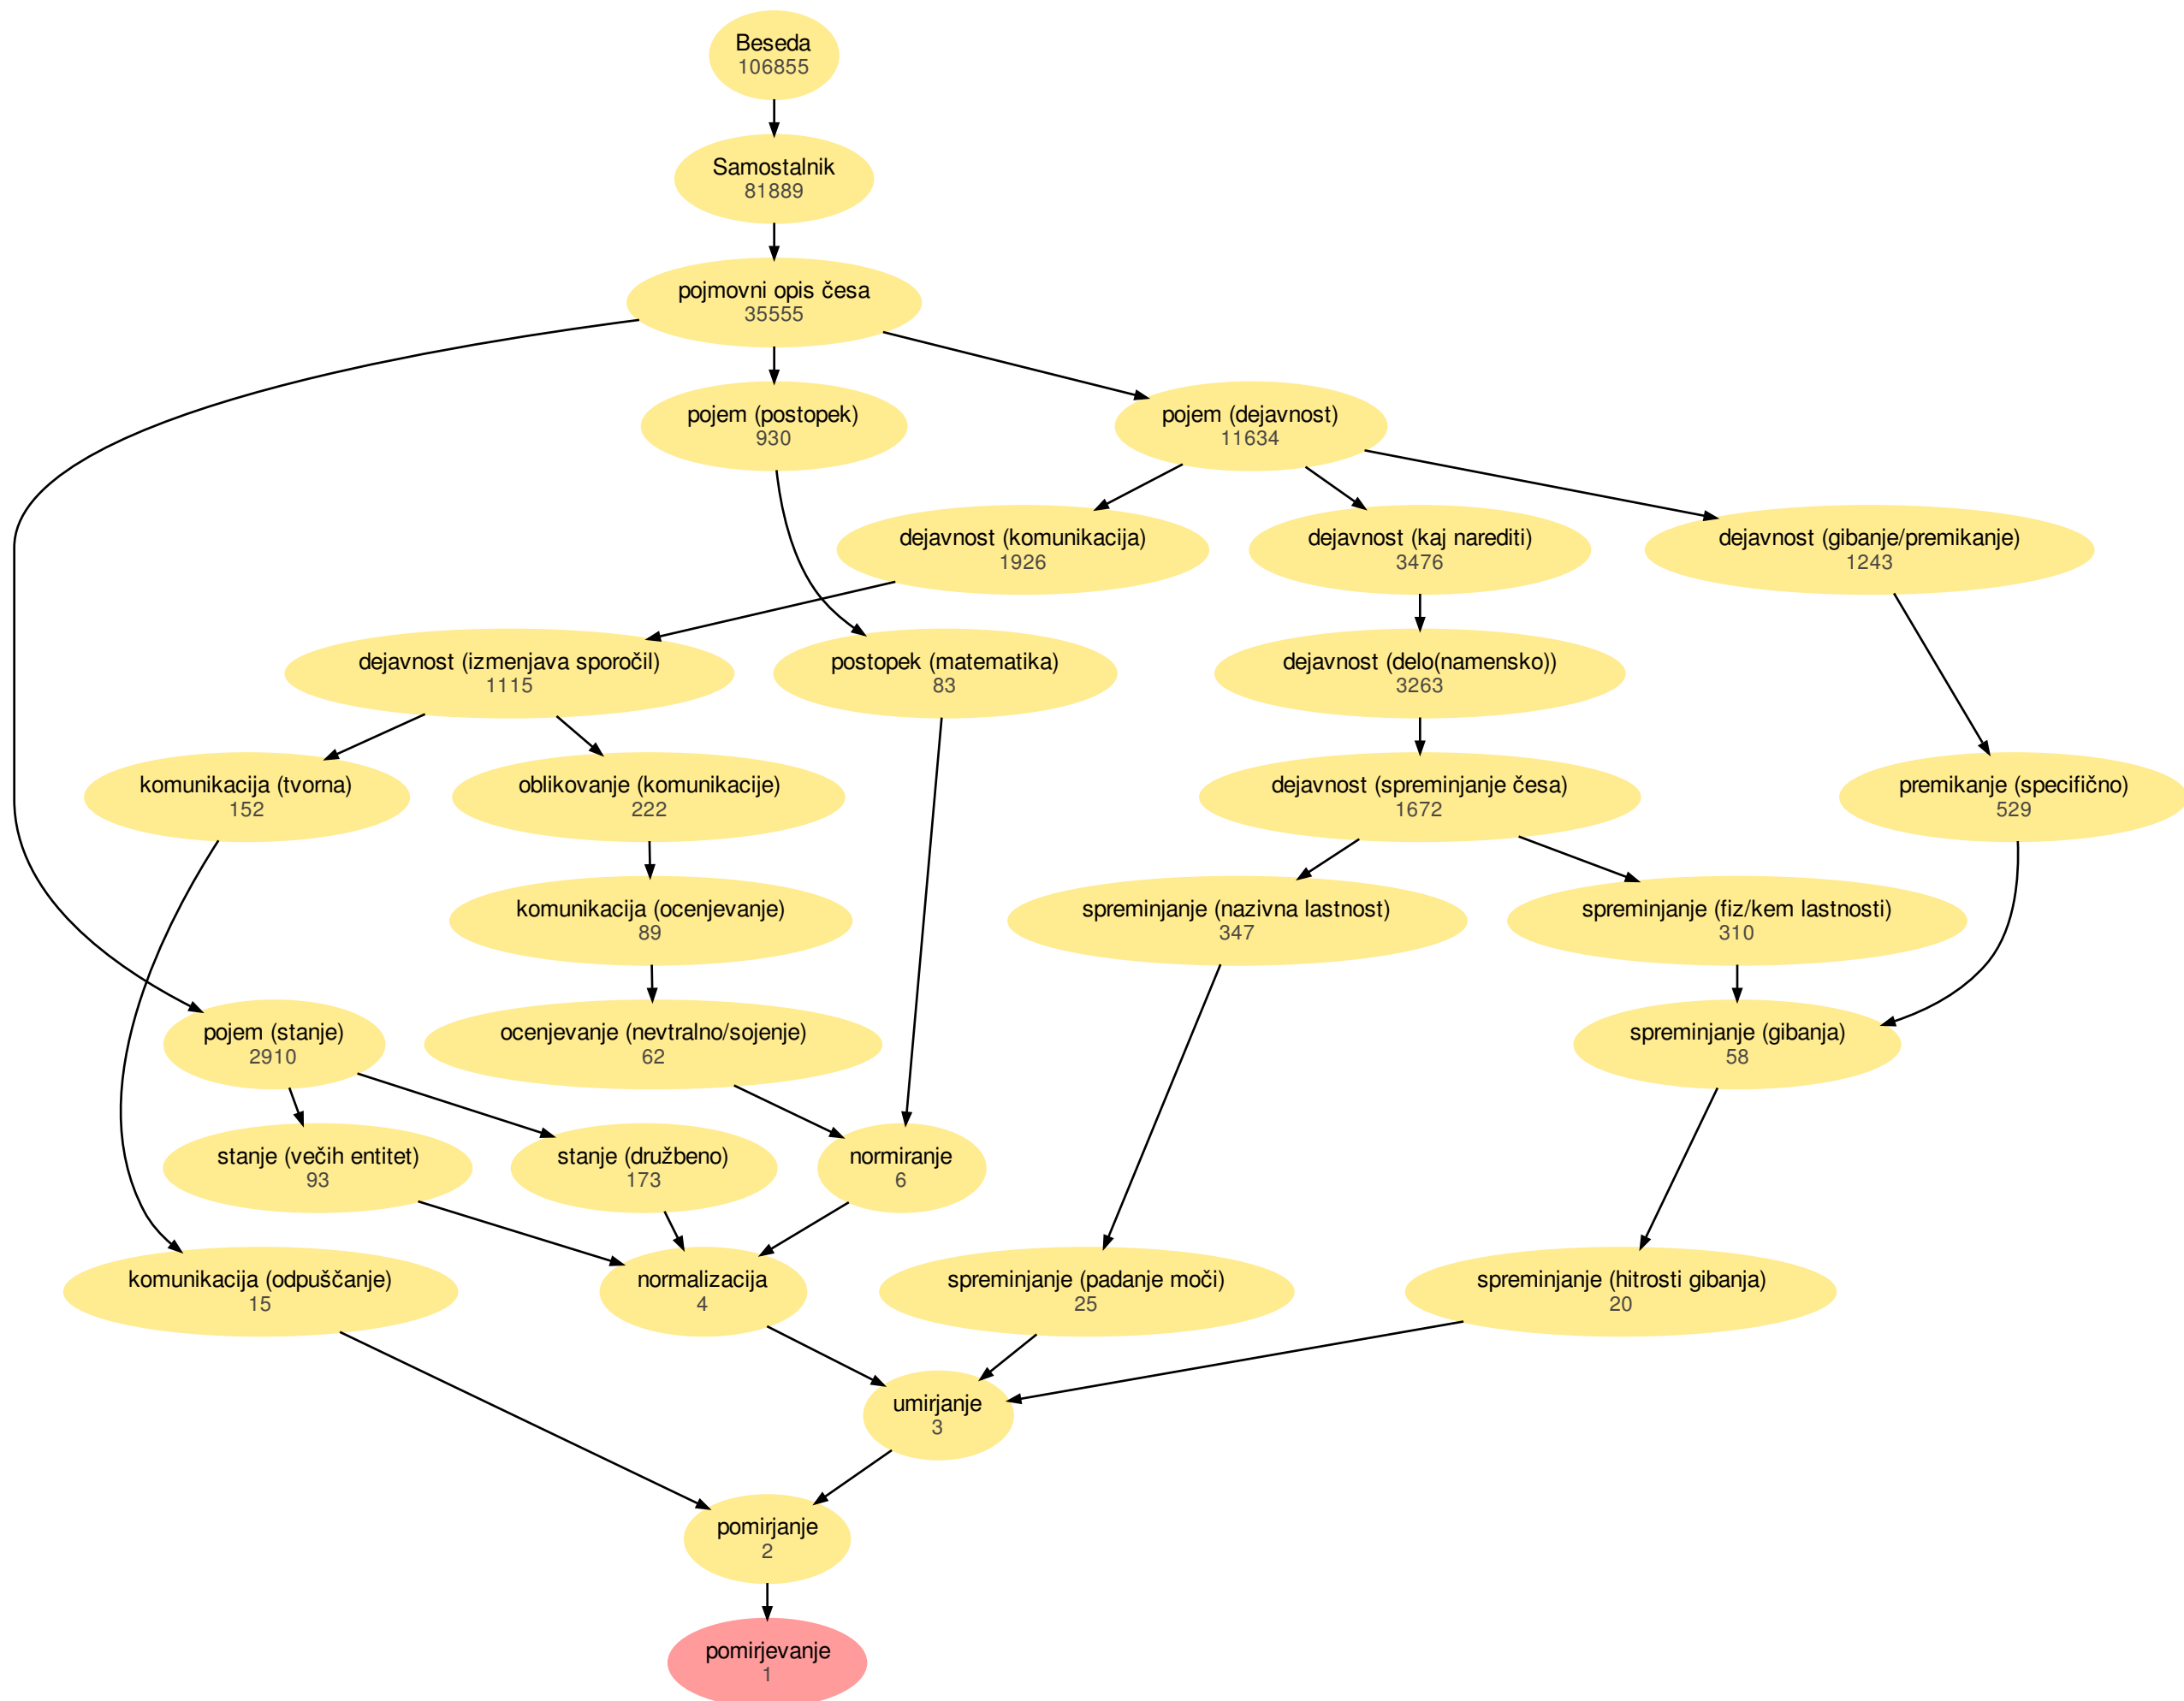 Beseda
106855
Samostalnik
81889
pojmovni opis česa
35555
pojem (postopek)
930
pojem (dejavnost)
11634
dejavnost (komunikacija)
1926
dejavnost (kaj narediti)
3476
dejavnost (gibanje/premikanje)
1243
dejavnost (izmenjava sporočil)
1115
postopek (matematika)
83
dejavnost (delo(namensko))
3263
komunikacija (tvorna)
152
oblikovanje (komunikacije)
222
dejavnost (spreminjanje česa)
1672
premikanje (specifično)
529
komunikacija (ocenjevanje)
89
spreminjanje (nazivna lastnost)
347
spreminjanje (fiz/kem lastnosti)
310
pojem (stanje)
2910
ocenjevanje (nevtralno/sojenje)
62
spreminjanje (gibanja)
58
stanje (večih entitet)
93
stanje (družbeno)
173
normiranje
6
komunikacija (odpuščanje)
15
normalizacija
4
spreminjanje (padanje moči)
25
spreminjanje (hitrosti gibanja)
20
umirjanje
3
pomirjanje
2
pomirjevanje
1